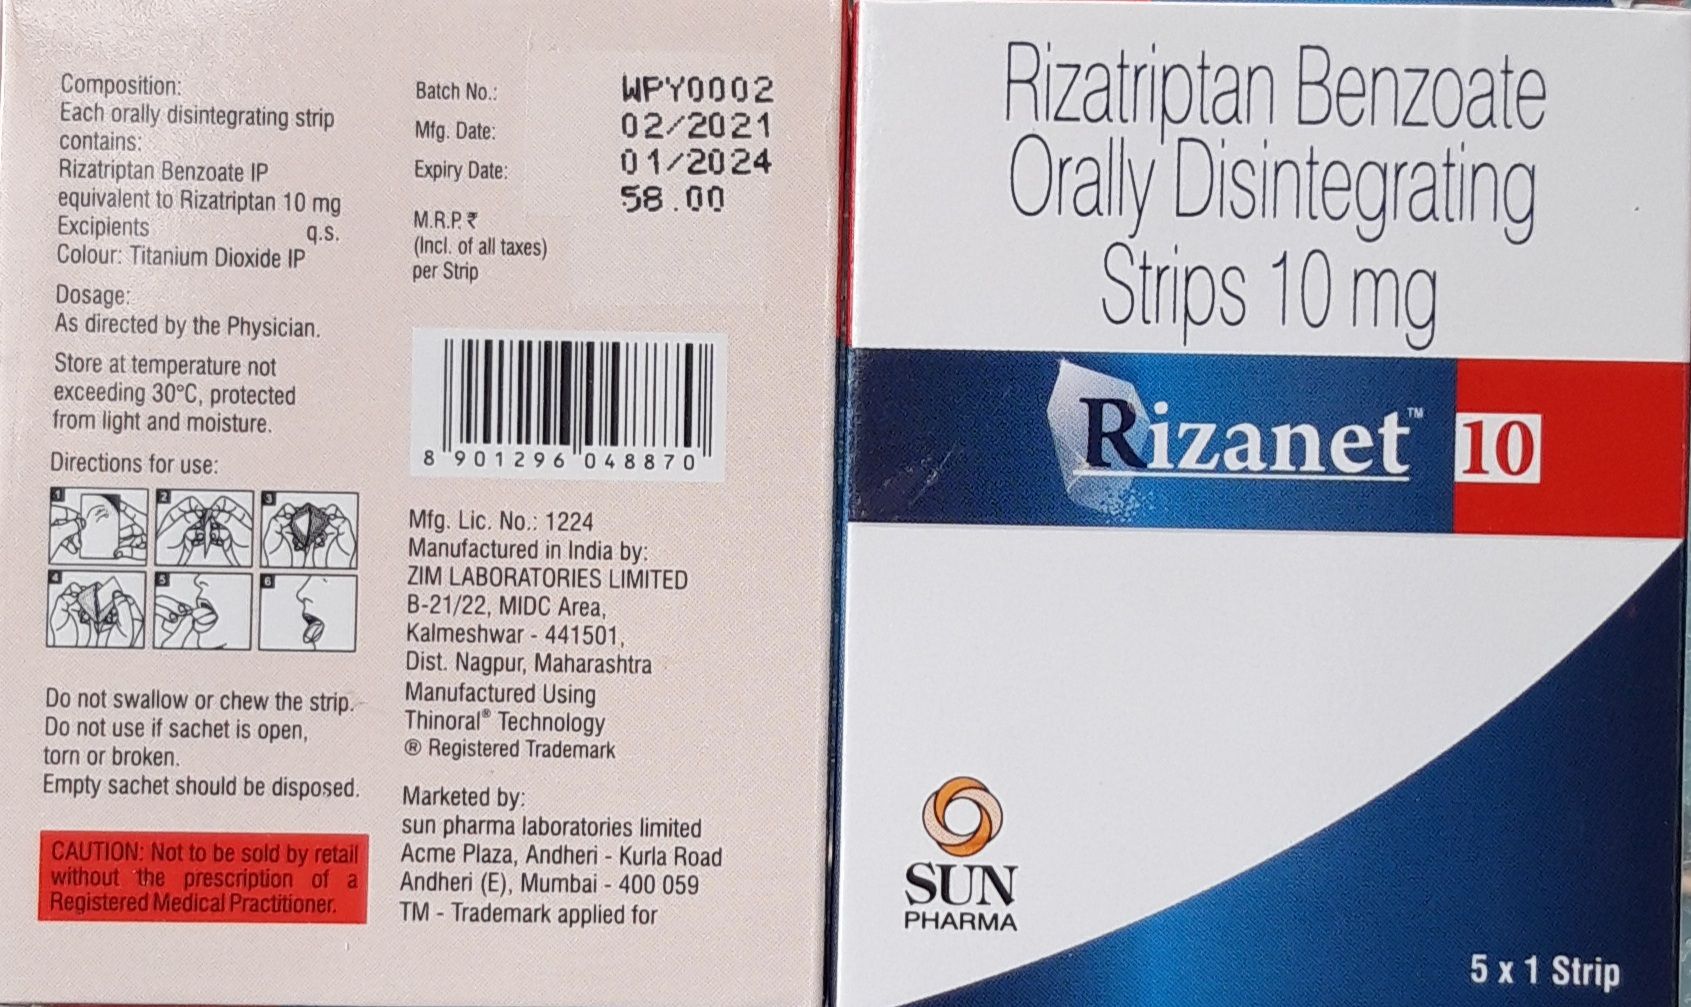 Composition:
Each orally disintegrating strip
contains:
Rizatriptan Benzoate IP
equivalent to Rizatriptan 10 mg
Excipients q.s.
Colour: Titanium Dioxide IP
Dosage:
As directed by the Physician.
Store at temperature not
exceeding 30°C, protected
from light and moisture.
Directions for use:
1
2
3
4
5
6
Do not swallow or chew the strip.
Do not use if sachet is open,
torn or broken.
Empty sachet should be disposed.
CAUTION: Not to be sold by retail
without the prescription of a
Registered Medical Practitioner.
Batch No.: WPY0002
Mfg. Date: 02/2021
Expiry Date: 01/2024
M.R.P. ₹ 58.00
(Incl. of all taxes)
per Strip
8 901296 048870
Mfg. Lic. No.: 1224
Manufactured in India by:
ZIM LABORATORIES LIMITED
B-21/22, MIDC Area,
Kalmeshwar - 441501,
Dist. Nagpur, Maharashtra
Manufactured Using
Thinoral® Technology
® Registered Trademark
Marketed by:
sun pharma laboratories limited
Acme Plaza, Andheri - Kurla Road
Andheri (E), Mumbai - 400 059
TM - Trademark applied for
Rizatriptan Benzoate
Orally Disintegrating
Strips 10 mg
Rizanet™ 10
SUN
PHARMA
5 x 1 Strip